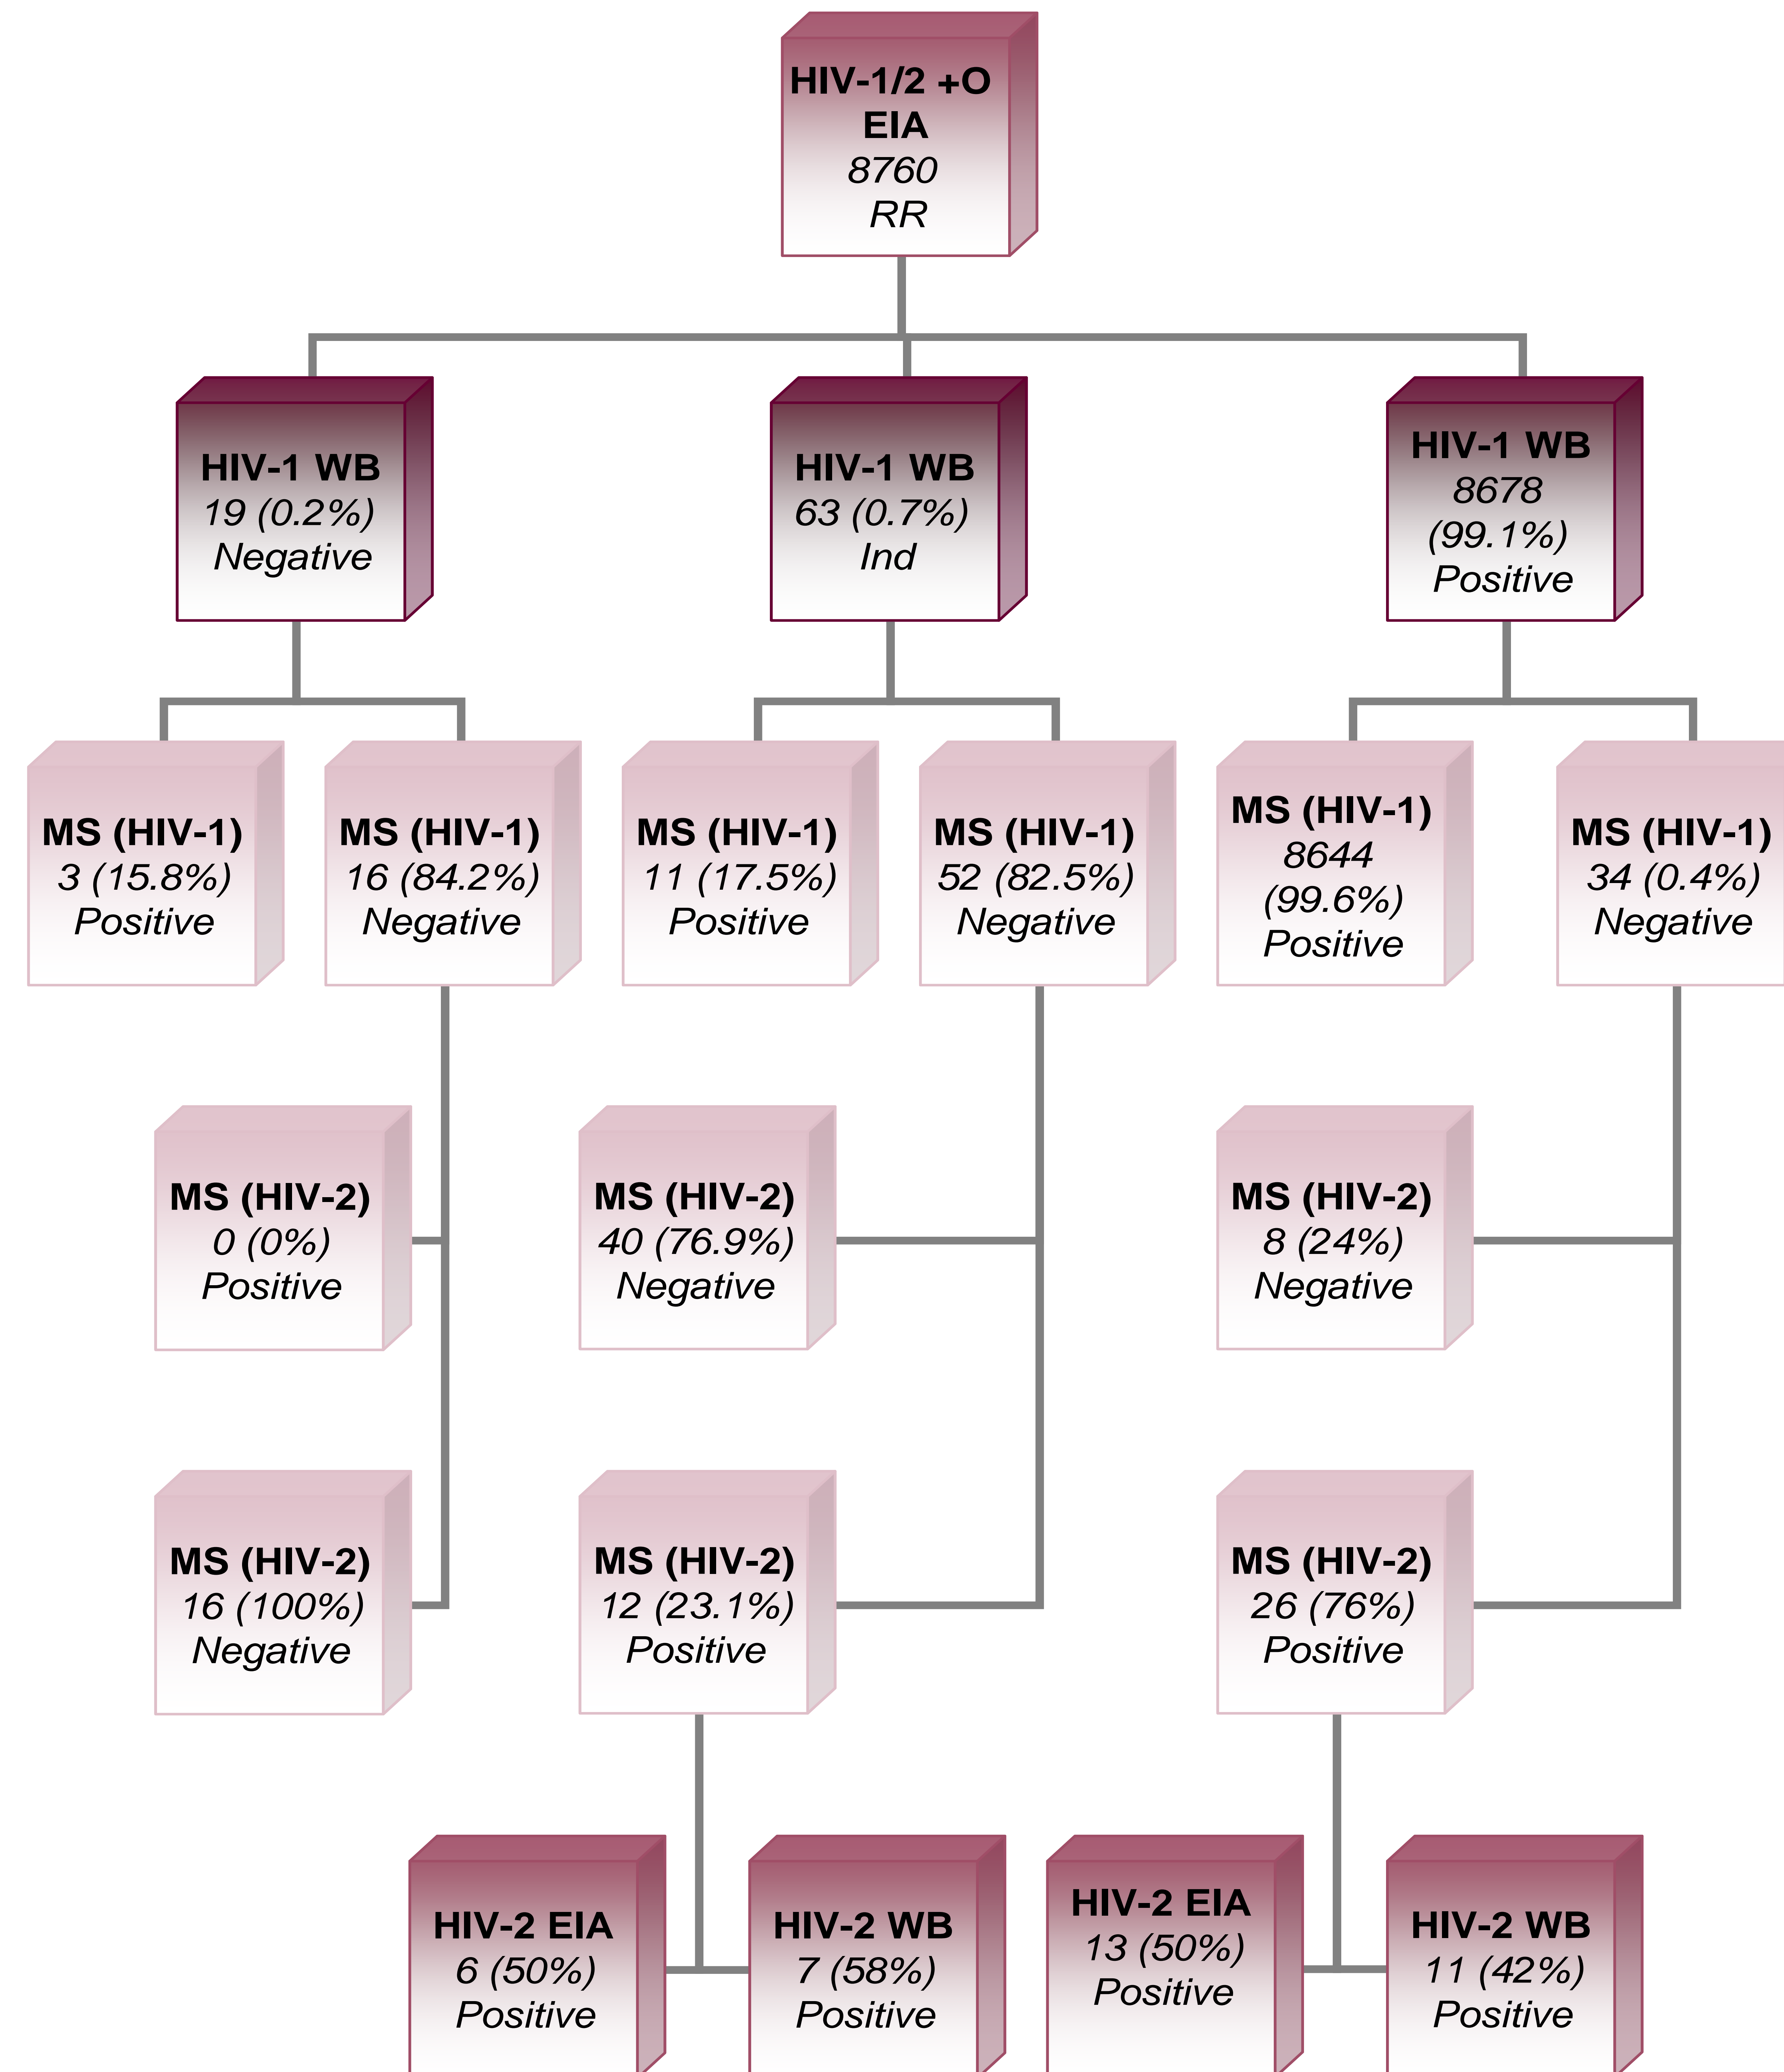 HIV-1/2 +O
EIA
8760
RR
HIV-1 WB
19 (0.2%)
Negative
HIV-1 WB
63 (0.7%)
Ind
HIV-1 WB
8678
(99.1%)
Positive
MS (HIV-1)
3 (15.8%)
Positive
MS (HIV-1)
16 (84.2%)
Negative
MS (HIV-1)
11 (17.5%)
Positive
MS (HIV-1)
52 (82.5%)
Negative
MS (HIV-1)
8644
(99.6%)
Positive
MS (HIV-1)
34 (0.4%)
Negative
MS (HIV-2)
0 (0%)
Positive
MS (HIV-2)
40 (76.9%)
Negative
MS (HIV-2)
8 (24%)
Negative
MS (HIV-2)
16 (100%)
Negative
MS (HIV-2)
12 (23.1%)
Positive
MS (HIV-2)
26 (76%)
Positive
HIV-2 EIA
6 (50%)
Positive
HIV-2 WB
7 (58%)
Positive
HIV-2 EIA
13 (50%)
Positive
HIV-2 WB
11 (42%)
Positive